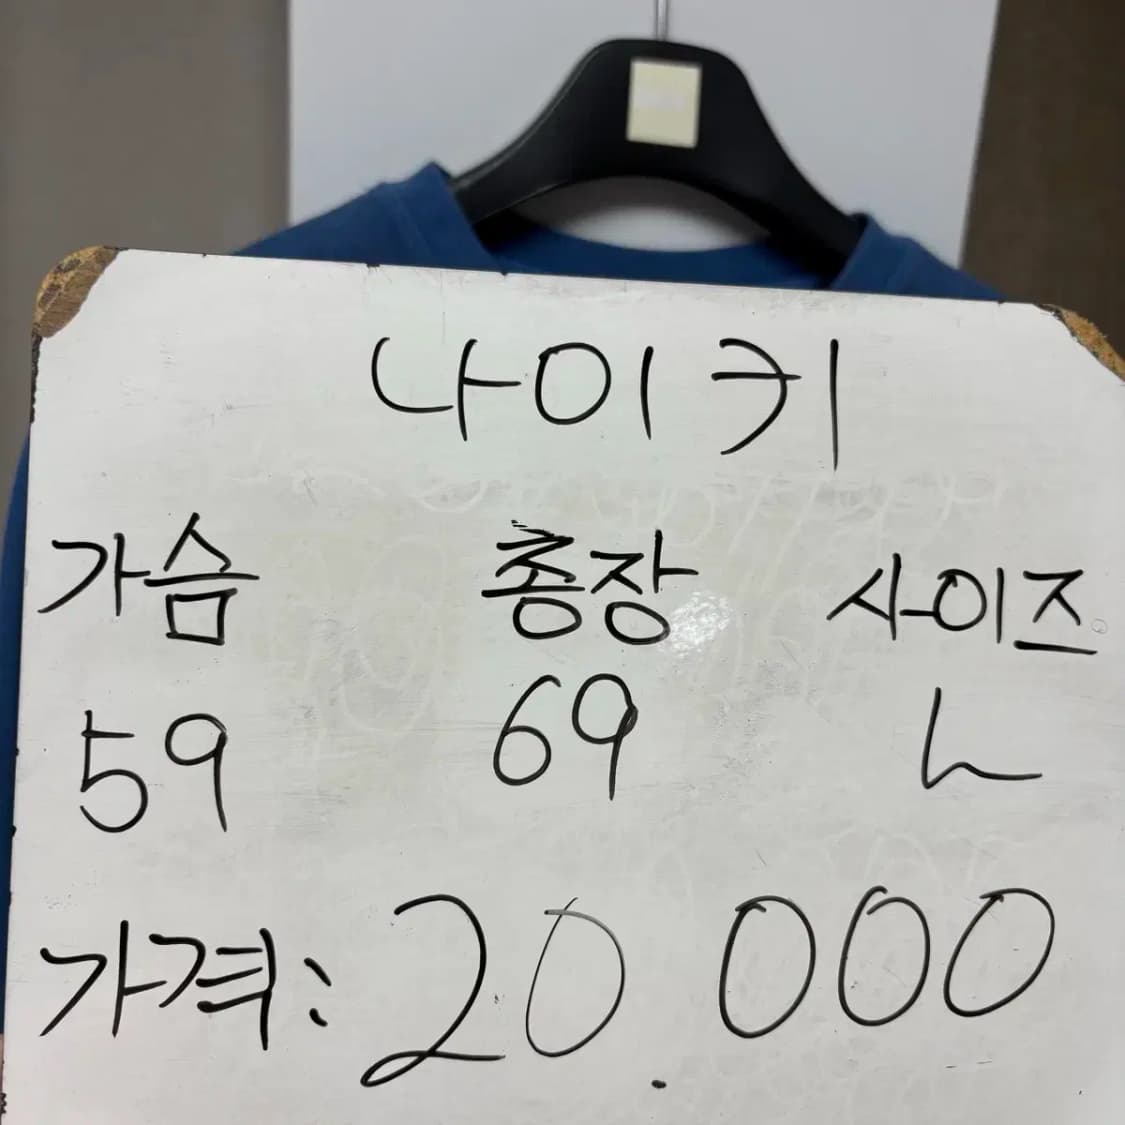 나이키
가슴 총장 사이즈
59 69 L
가격: 20.000